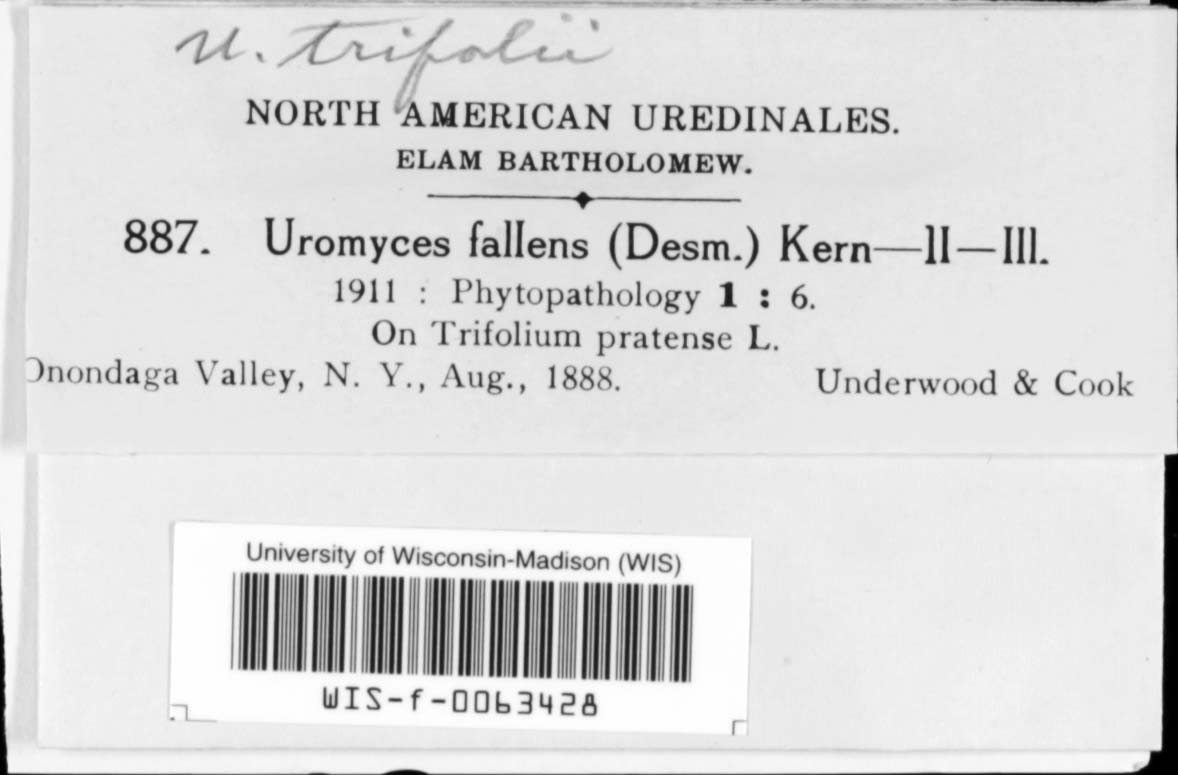 U. trifolii
NORTH AMERICAN UREDINALES.
ELAM BARTHOLOMEW.
887. Uromyces fallens (Desm.) Kern—II—III.
1911 : Phytopathology 1 : 6.
On Trifolium pratense L.
Onondaga Valley, N. Y., Aug., 1888. Underwood & Cook
University of Wisconsin-Madison (WIS)
WIS-f-0063428